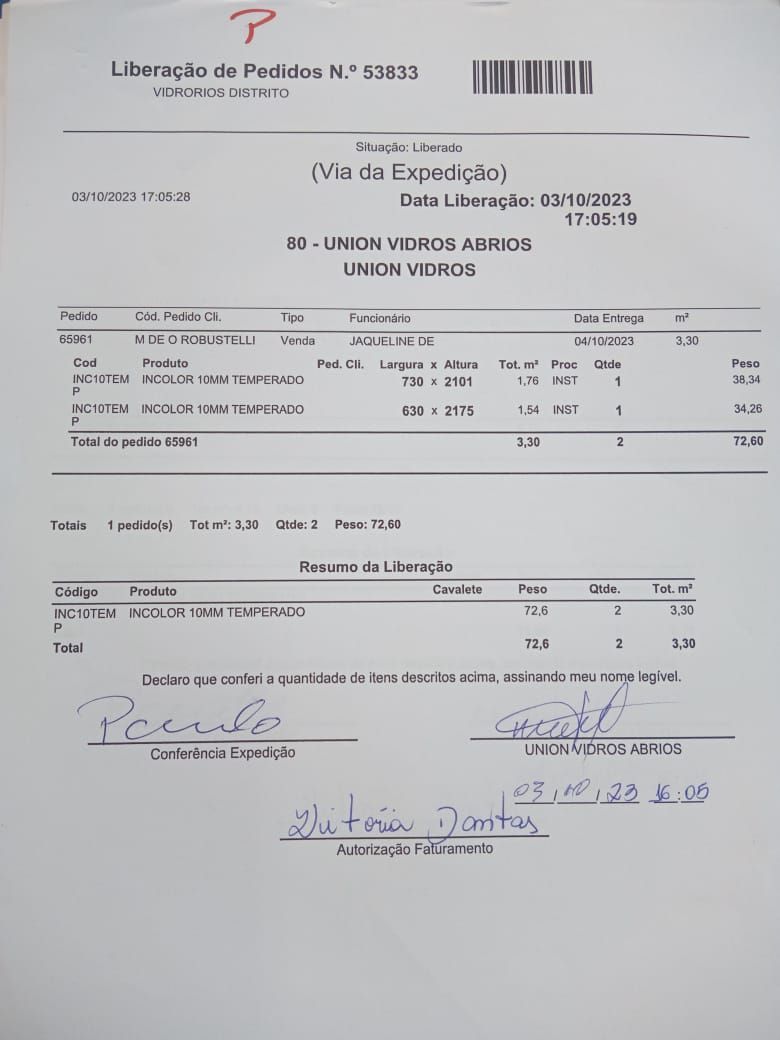 P
Liberação de Pedidos N.º 53833
VIDRORIOS DISTRITO
Situação: Liberado
(Via da Expedição)
03/10/2023 17:05:28
Data Liberação: 03/10/2023
17:05:19
80 - UNION VIDROS ABRIOS
UNION VIDROS
Pedido Cód. Pedido Cli. Tipo Funcionário Data Entrega m²
65961 M DE O ROBUSTELLI Venda JAQUELINE DE 04/10/2023 3,30
Cod Produto Ped. Cli. Largura x Altura Tot. m² Proc Qtde Peso
INC10TEM INCOLOR 10MM TEMPERADO 730 x 2101 1,76 INST 1 38,34
P
INC10TEM INCOLOR 10MM TEMPERADO 630 x 2175 1,54 INST 1 34,26
P
Total do pedido 65961 3,30 2 72,60
Totais 1 pedido(s) Tot m²: 3,30 Qtde: 2 Peso: 72,60
Resumo da Liberação
Código Produto Cavalete Peso Qtde. Tot. m²
INC10TEM INCOLOR 10MM TEMPERADO 72,6 2 3,30
P
Total 72,6 2 3,30
Declaro que conferi a quantidade de itens descritos acima, assinando meu nome legível.
Paulo
Conferência Expedição
UNION VIDROS ABRIOS
03, 10, 23 16:05
Vitória Dantas
Autorização Faturamento